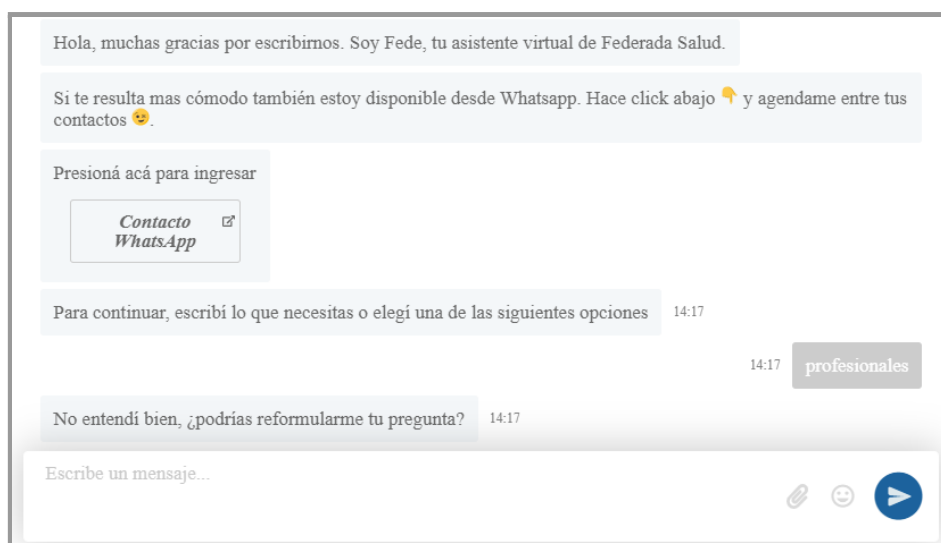 Hola, muchas gracias por escribirnos. Soy Fede, tu asistente virtual de Federada Salud.
Si te resulta mas cómodo también estoy disponible desde Whatsapp. Hace click abajo 👇 y agendame entre tus
contactos 😉.
Presioná acá para ingresar
Contacto
WhatsApp
Para continuar, escribí lo que necesitas o elegí una de las siguientes opciones 14:17
14:17 profesionales
No entendí bien, ¿podrías reformularme tu pregunta? 14:17
Escribe un mensaje...